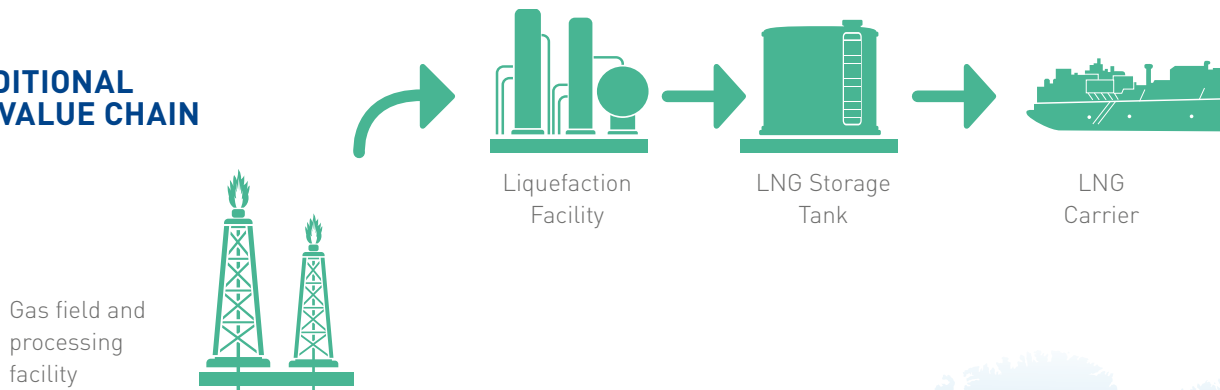 DITIONAL
VALUE CHAIN
Liquefaction
Facility
LNG Storage
Tank
LNG
Carrier
Gas field and
processing
facility